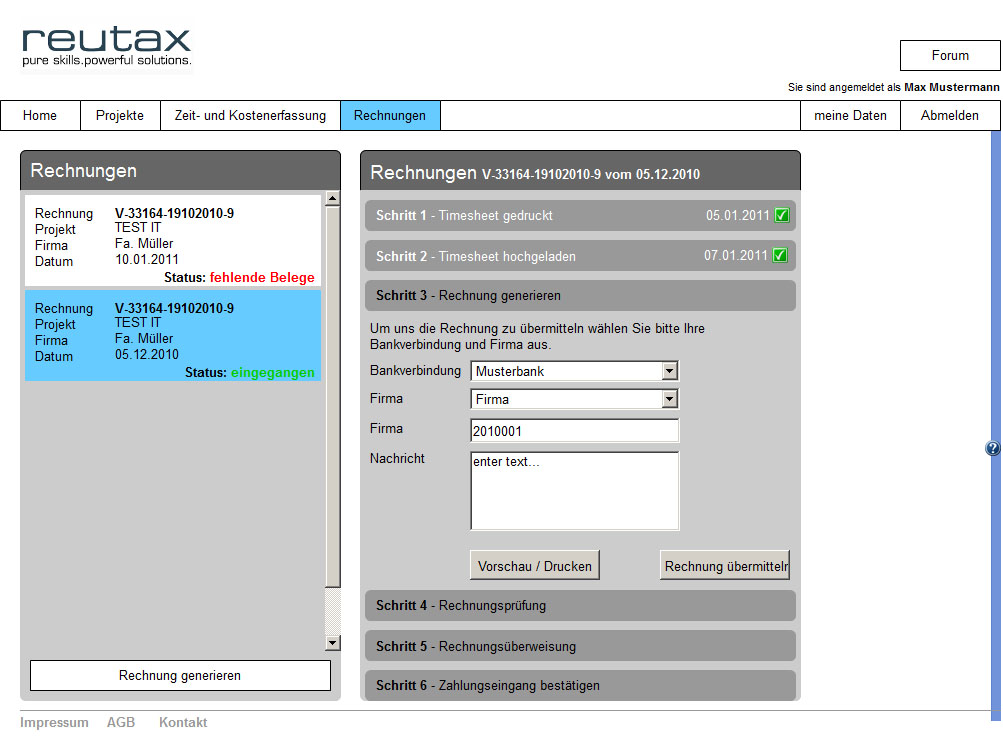 reutax
pure skills.powerful solutions.
Forum
Sie sind angemeldet als Max Mustermann
Home Projekte Zeit- und Kostenerfassung Rechnungen meine Daten Abmelden
Rechnungen
Rechnung V-33164-19102010-9
Projekt TEST IT
Firma Fa. Müller
Datum 10.01.2011
Status: fehlende Belege
Rechnung V-33164-19102010-9
Projekt TEST IT
Firma Fa. Müller
Datum 05.12.2010
Status: eingegangen
Rechnung generieren
Rechnungen V-33164-19102010-9 vom 05.12.2010
Schritt 1 - Timesheet gedruckt 05.01.2011
Schritt 2 - Timesheet hochgeladen 07.01.2011
Schritt 3 - Rechnung generieren
Um uns die Rechnung zu übermitteln wählen Sie bitte Ihre
Bankverbindung und Firma aus.
Bankverbindung Musterbank
Firma Firma
Firma 2010001
Nachricht enter text...
Vorschau / Drucken Rechnung übermitteln
Schritt 4 - Rechnungsprüfung
Schritt 5 - Rechnungsüberweisung
Schritt 6 - Zahlungseingang bestätigen
?
Impressum AGB Kontakt